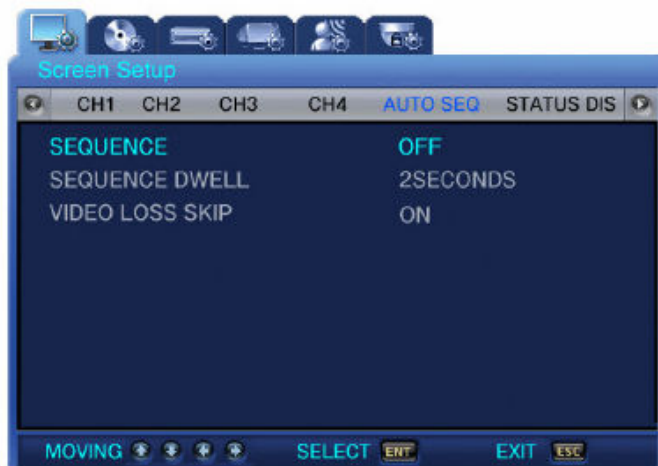 Screen Setup
CH1 CH2 CH3 CH4 AUTO SEQ STATUS DIS
SEQUENCE OFF
SEQUENCE DWELL 2SECONDS
VIDEO LOSS SKIP ON
MOVING SELECT ENT EXIT ESC